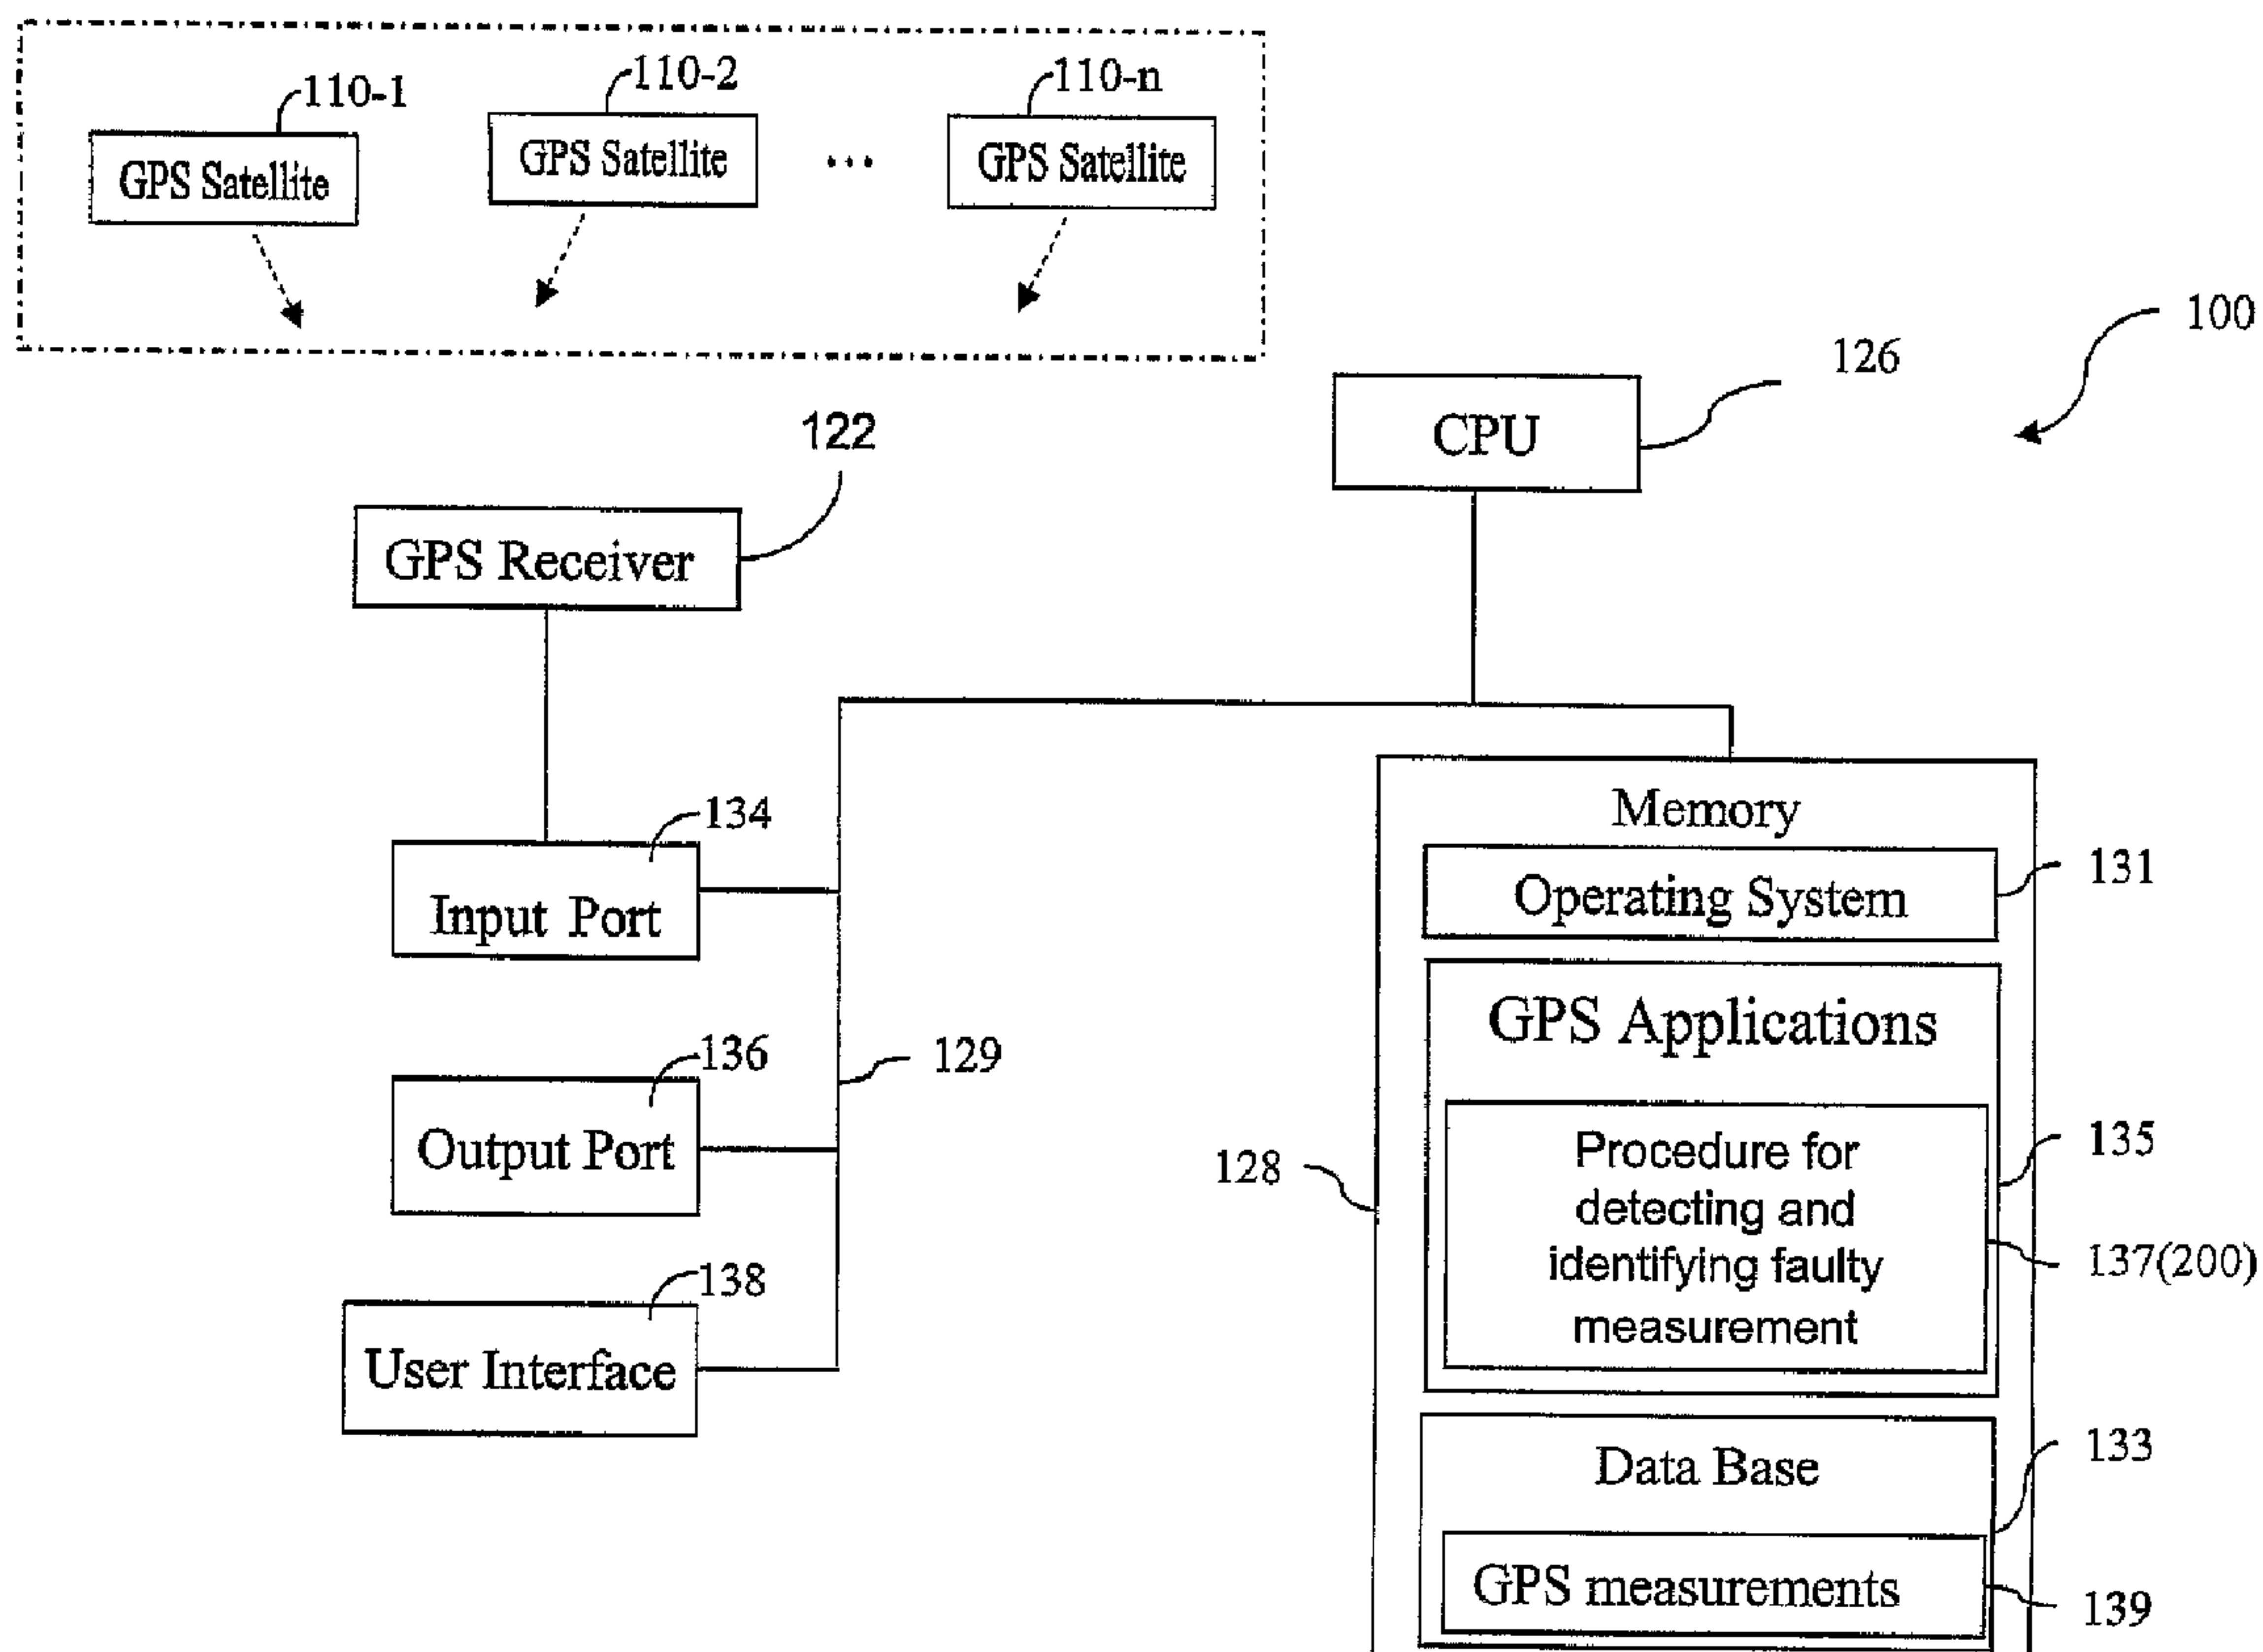 110-1
110-2
110-n
GPS Satellite
GPS Satellite
...
GPS Satellite
100
126
CPU
122
GPS Receiver
134
Input Port
136
Output Port
129
138
User Interface
Memory
Operating System
131
GPS Applications
Procedure for
detecting and
identifying faulty
measurement
135
128
137(200)
Data Base
133
GPS measurements
139